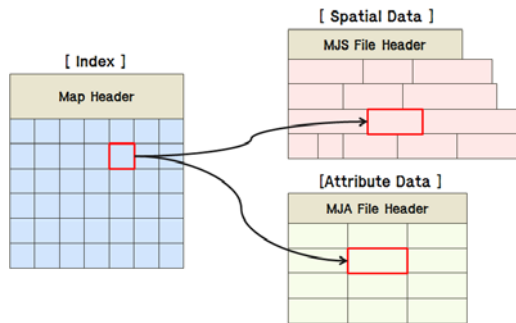 [ Index ]
Map Header
[ Spatial Data ]
MJS File Header
[Attribute Data ]
MJA File Header